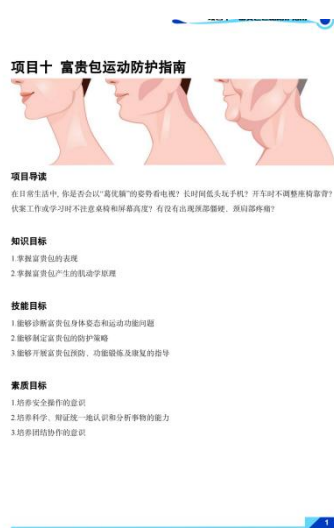 项目十 富贵包运动防护指南
项目导读
在日常生活中, 你是否会以"葛优躺"的姿势看电视? 长时间低头玩手机? 开车时不调整座椅靠背?
伏案工作或学习时不注意桌椅和屏幕高度? 有没有出现颈部僵硬、颈肩部疼痛?
知识目标
1.掌握富贵包的表现
2.掌握富贵包产生的肌动学原理
技能目标
1.能够诊断富贵包身体姿态和运动功能问题
2.能够制定富贵包的防护策略
3.能够开展富贵包预防、功能锻炼及康复的指导
素质目标
1.培养安全操作的意识
2.培养科学、辩证统一地认识和分析事物的能力
3.培养团结协作的意识
1